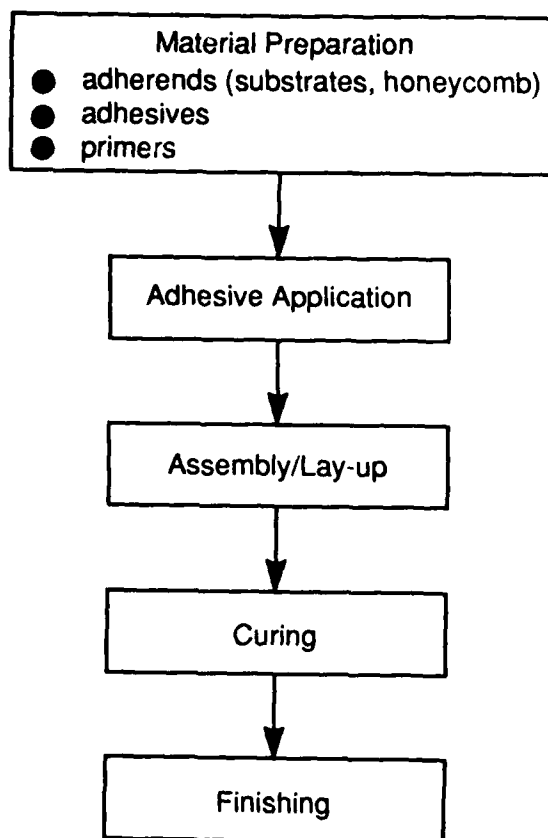 Material Preparation
● adherends (substrates, honeycomb)
● adhesives
● primers
Adhesive Application
Assembly/Lay-up
Curing
Finishing